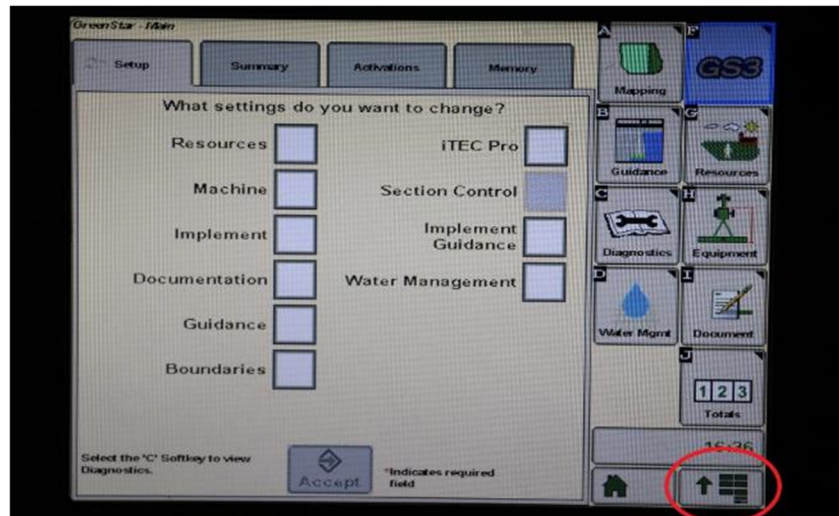 GreenStar - Main
Setup
Summary
Activations
Memory
What settings do you want to change?
Resources
iTEC Pro
Machine
Section Control
Implement
Implement
Guidance
Documentation
Water Management
Guidance
Boundaries
Select the 'C' Softkey to view
Diagnostics.
Accept
*Indicates required
field
A
Mapping
F
GS3
B
Guidance
G
Resources
C
Diagnostics
H
Equipment
D
Water Mgmt
I
Document
J
1 2 3
Totals
16:36